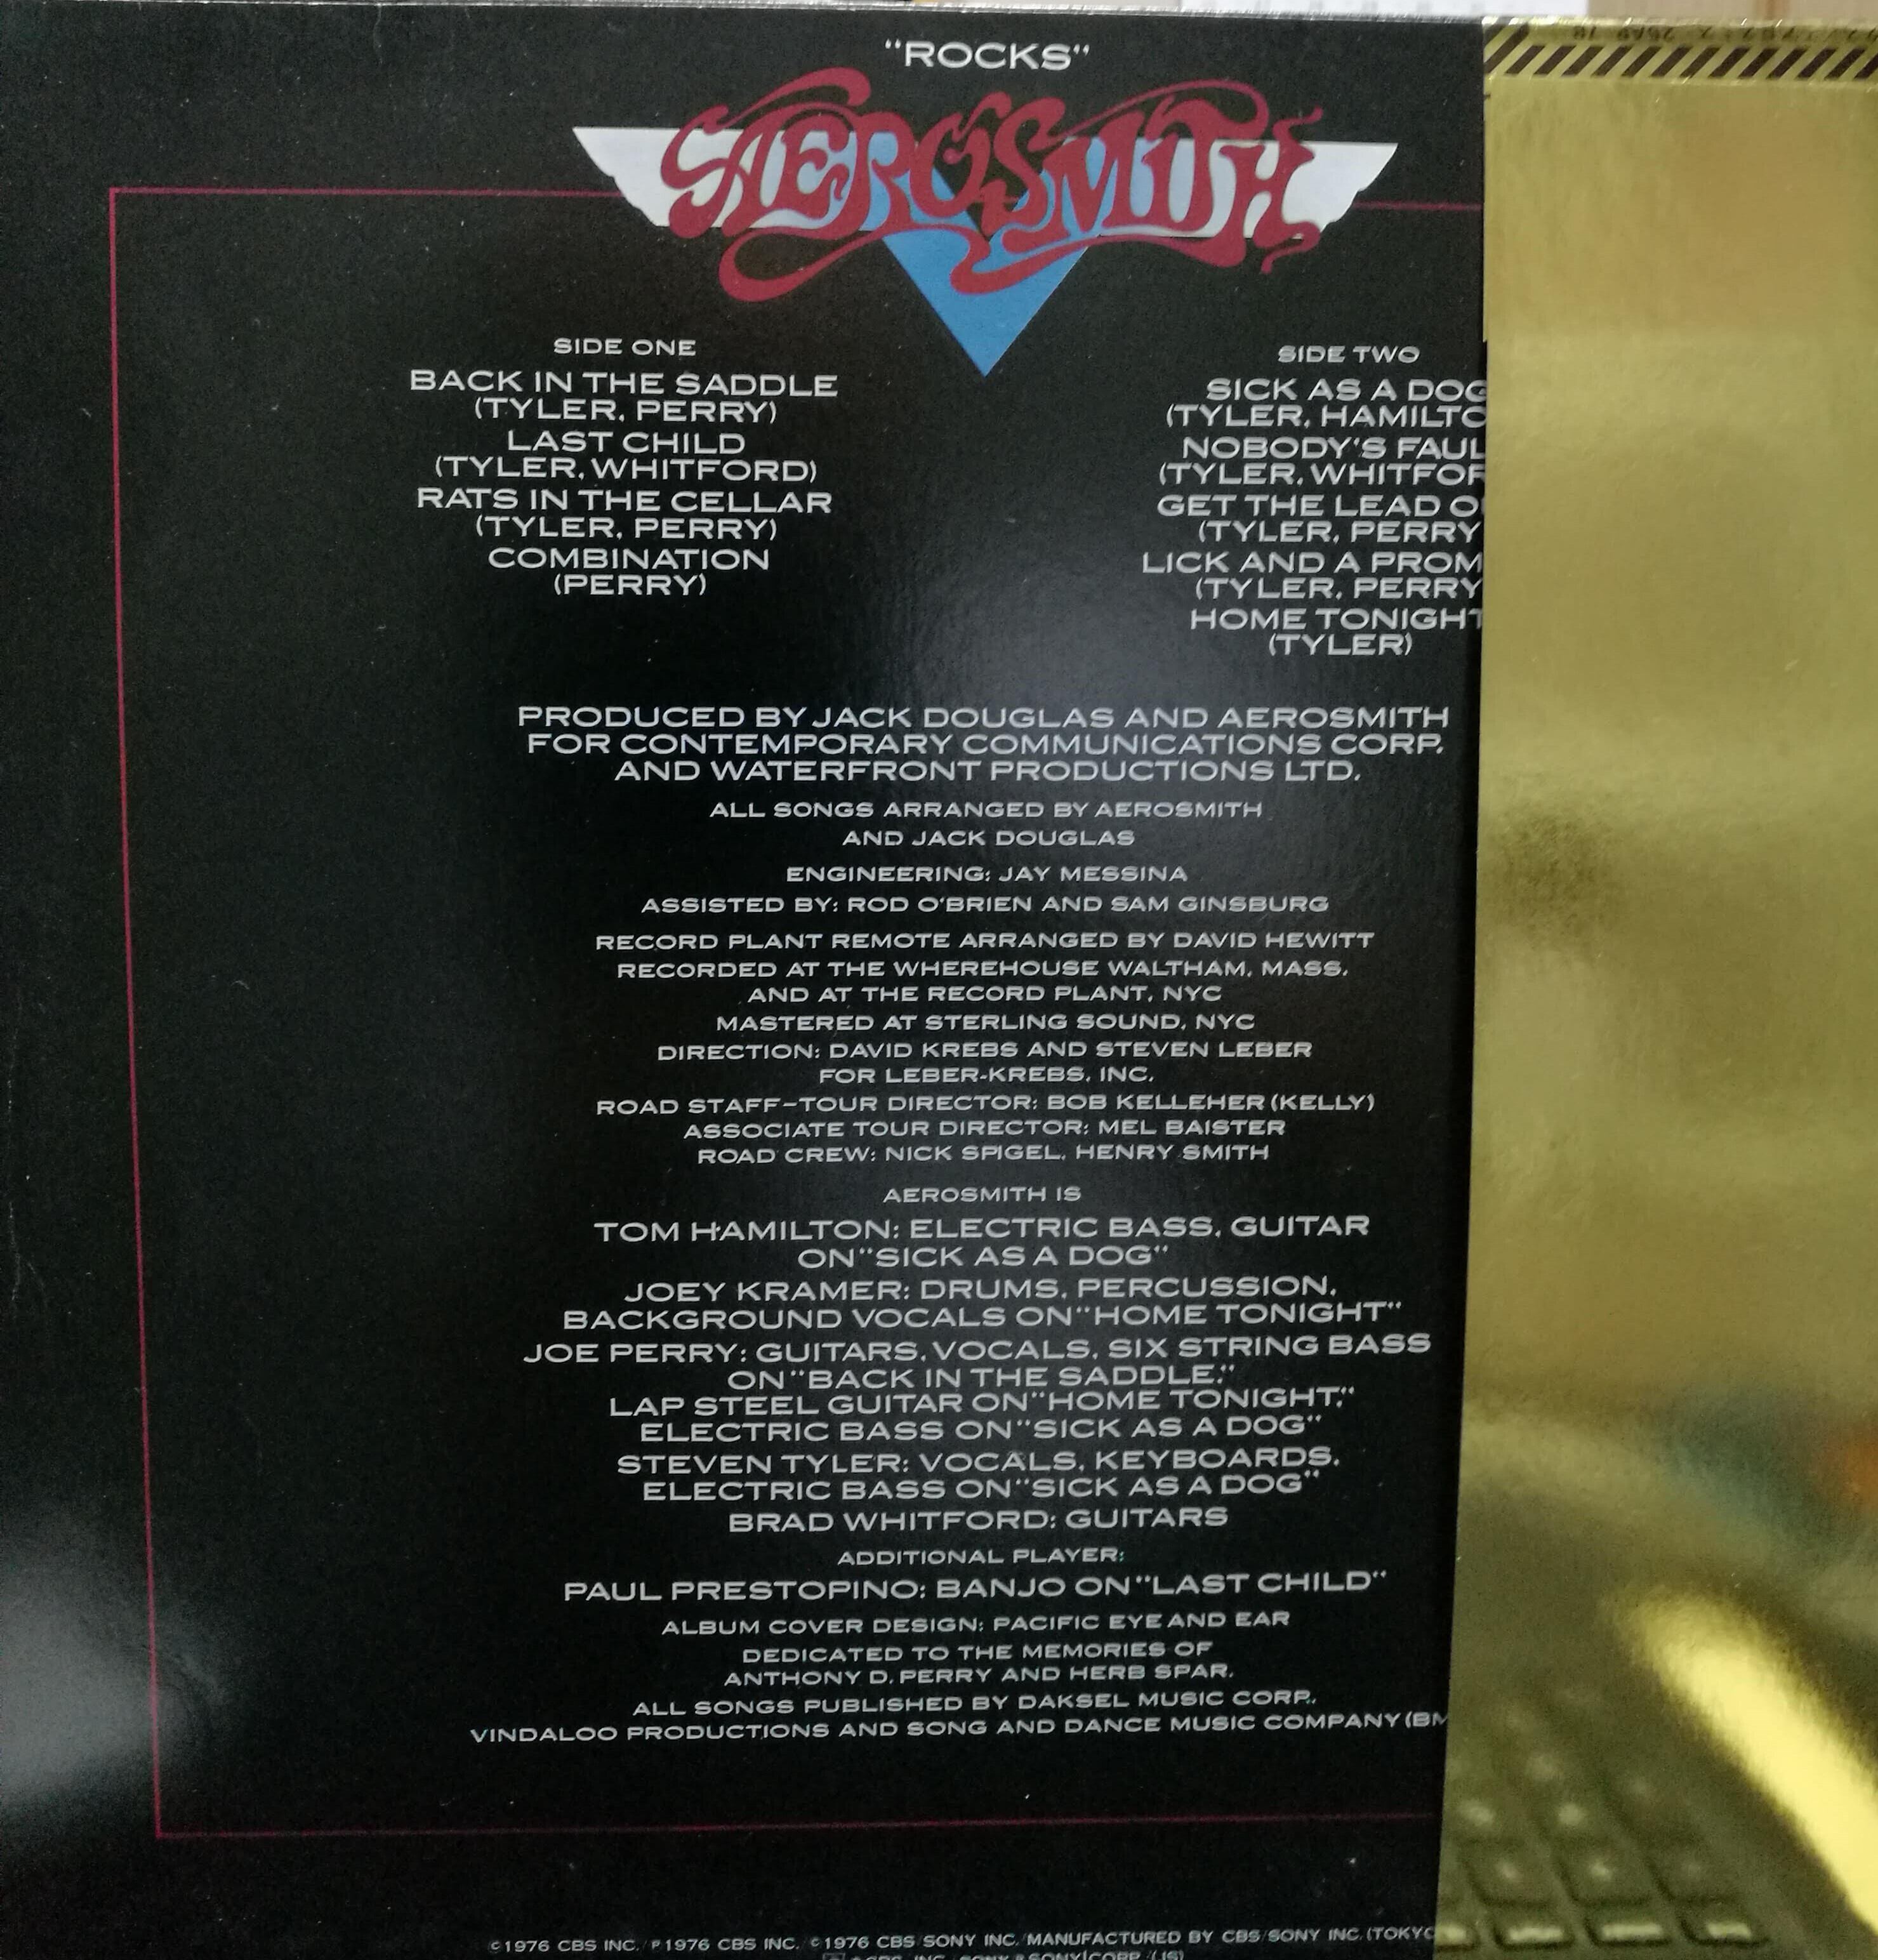 "ROCKS"
AEROSMITH
SIDE ONE
BACK IN THE SADDLE
(TYLER, PERRY)
LAST CHILD
(TYLER, WHITFORD)
RATS IN THE CELLAR
(TYLER, PERRY)
COMBINATION
(PERRY)
SIDE TWO
SICK AS A DOG
(TYLER, HAMILTO
NOBODY'S FAUL
(TYLER, WHITFOR
GET THE LEAD O
(TYLER, PERRY
LICK AND A PROM
(TYLER, PERRY
HOME TONIGHT
(TYLER)
PRODUCED BY JACK DOUGLAS AND AEROSMITH
FOR CONTEMPORARY COMMUNICATIONS CORP.
AND WATERFRONT PRODUCTIONS LTD.
ALL SONGS ARRANGED BY AEROSMITH
AND JACK DOUGLAS
ENGINEERING: JAY MESSINA
ASSISTED BY: ROD O'BRIEN AND SAM GINSBURG
RECORD PLANT REMOTE ARRANGED BY DAVID HEWITT
RECORDED AT THE WHEREHOUSE WALTHAM, MASS.
AND AT THE RECORD PLANT, NYC
MASTERED AT STERLING SOUND, NYC
DIRECTION: DAVID KREBS AND STEVEN LEBER
FOR LEBER-KREBS, INC.
ROAD STAFF–TOUR DIRECTOR: BOB KELLEHER (KELLY)
ASSOCIATE TOUR DIRECTOR: MEL BAISTER
ROAD CREW: NICK SPIGEL, HENRY SMITH
AEROSMITH IS
TOM HAMILTON: ELECTRIC BASS, GUITAR
ON "SICK AS A DOG"
JOEY KRAMER: DRUMS, PERCUSSION,
BACKGROUND VOCALS ON "HOME TONIGHT"
JOE PERRY: GUITARS, VOCALS, SIX STRING BASS
ON "BACK IN THE SADDLE,"
LAP STEEL GUITAR ON "HOME TONIGHT,"
ELECTRIC BASS ON "SICK AS A DOG"
STEVEN TYLER: VOCALS, KEYBOARDS,
ELECTRIC BASS ON "SICK AS A DOG"
BRAD WHITFORD: GUITARS
ADDITIONAL PLAYER:
PAUL PRESTOPINO: BANJO ON "LAST CHILD"
ALBUM COVER DESIGN: PACIFIC EYE AND EAR
DEDICATED TO THE MEMORIES OF
ANTHONY D. PERRY AND HERB SPAR.
ALL SONGS PUBLISHED BY DAKSEL MUSIC CORP.,
VINDALOO PRODUCTIONS AND SONG AND DANCE MUSIC COMPANY (BM
©1976 CBS INC. ℗1976 CBS INC. ©1976 CBS/SONY INC./MANUFACTURED BY CBS/SONY INC. (TOKYO